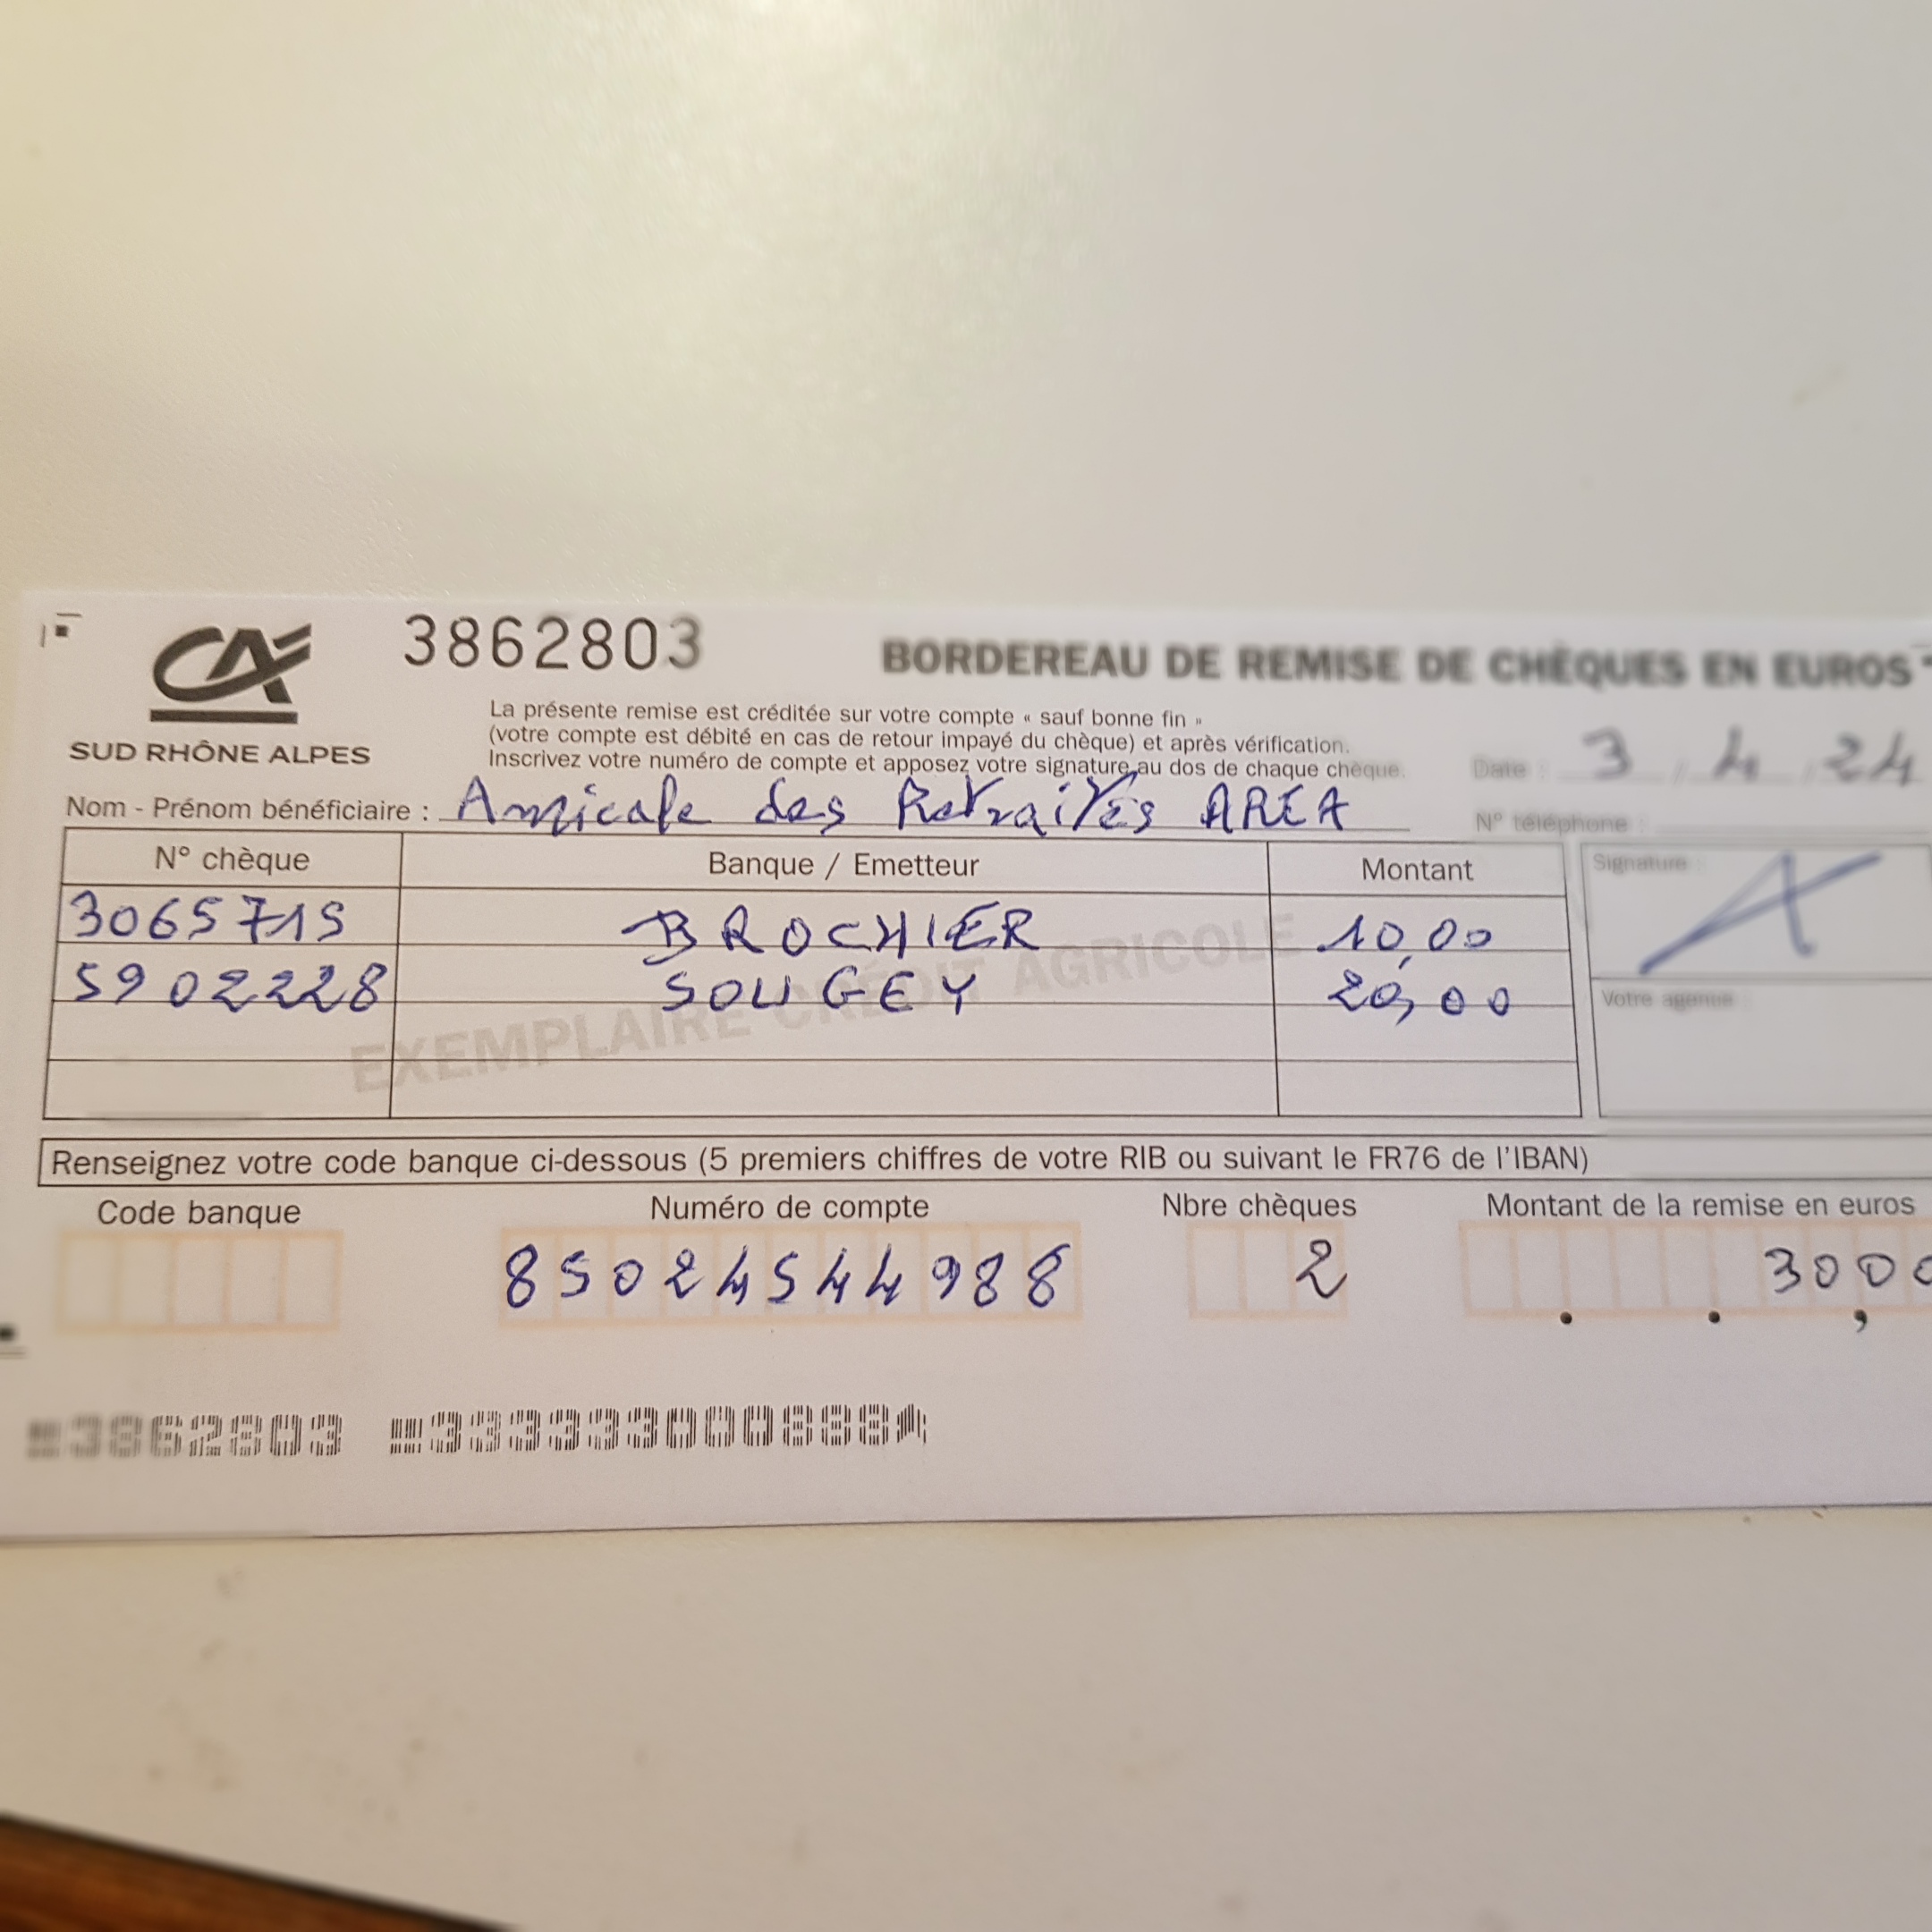 CA
3862803
BORDEREAU DE REMISE DE CHÈQUES EN EUROS
SUD RHÔNE ALPES
La présente remise est créditée sur votre compte « sauf bonne fin »
(votre compte est débité en cas de retour impayé du chèque) et après vérification.
Inscrivez votre numéro de compte et apposez votre signature au dos de chaque chèque.
Date : 3 / 4 / 24
Nom - Prénom bénéficiaire : Amicale des Retraités AREA
N° téléphone :
N° chèque Banque / Emetteur Montant Signature :
3065715 BROCHIER 10,00
5902228 SOUGEY 20,00
Votre agence :
EXEMPLAIRE CRÉDIT AGRICOLE
Renseignez votre code banque ci-dessous (5 premiers chiffres de votre RIB ou suivant le FR76 de l'IBAN)
Code banque Numéro de compte Nbre chèques Montant de la remise en euros
85024544988 2 30,00
3862803 333333000888